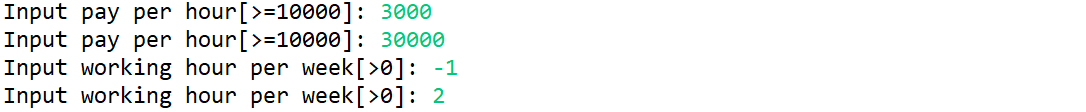 Input pay per hour[>=10000]: 3000
Input pay per hour[>=10000]: 30000
Input working hour per week[>0]: -1
Input working hour per week[>0]: 2